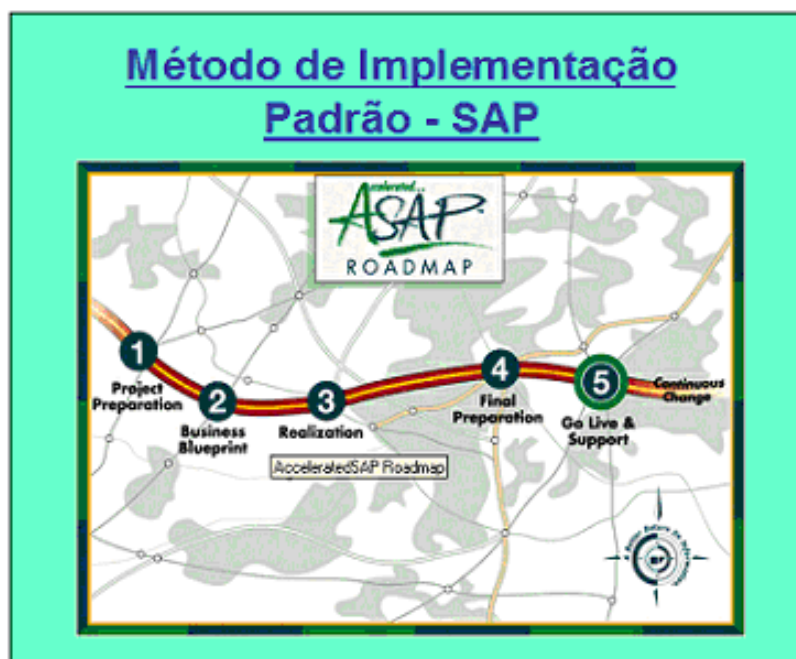 Método de Implementação
Padrão - SAP
Accelerated...
ASAP
ROADMAP
1
Project
Preparation
2
Business
Blueprint
3
Realization
4
Final
Preparation
5
Go Live &
Support
Continuous
Change
AcceleratedSAP Roadmap